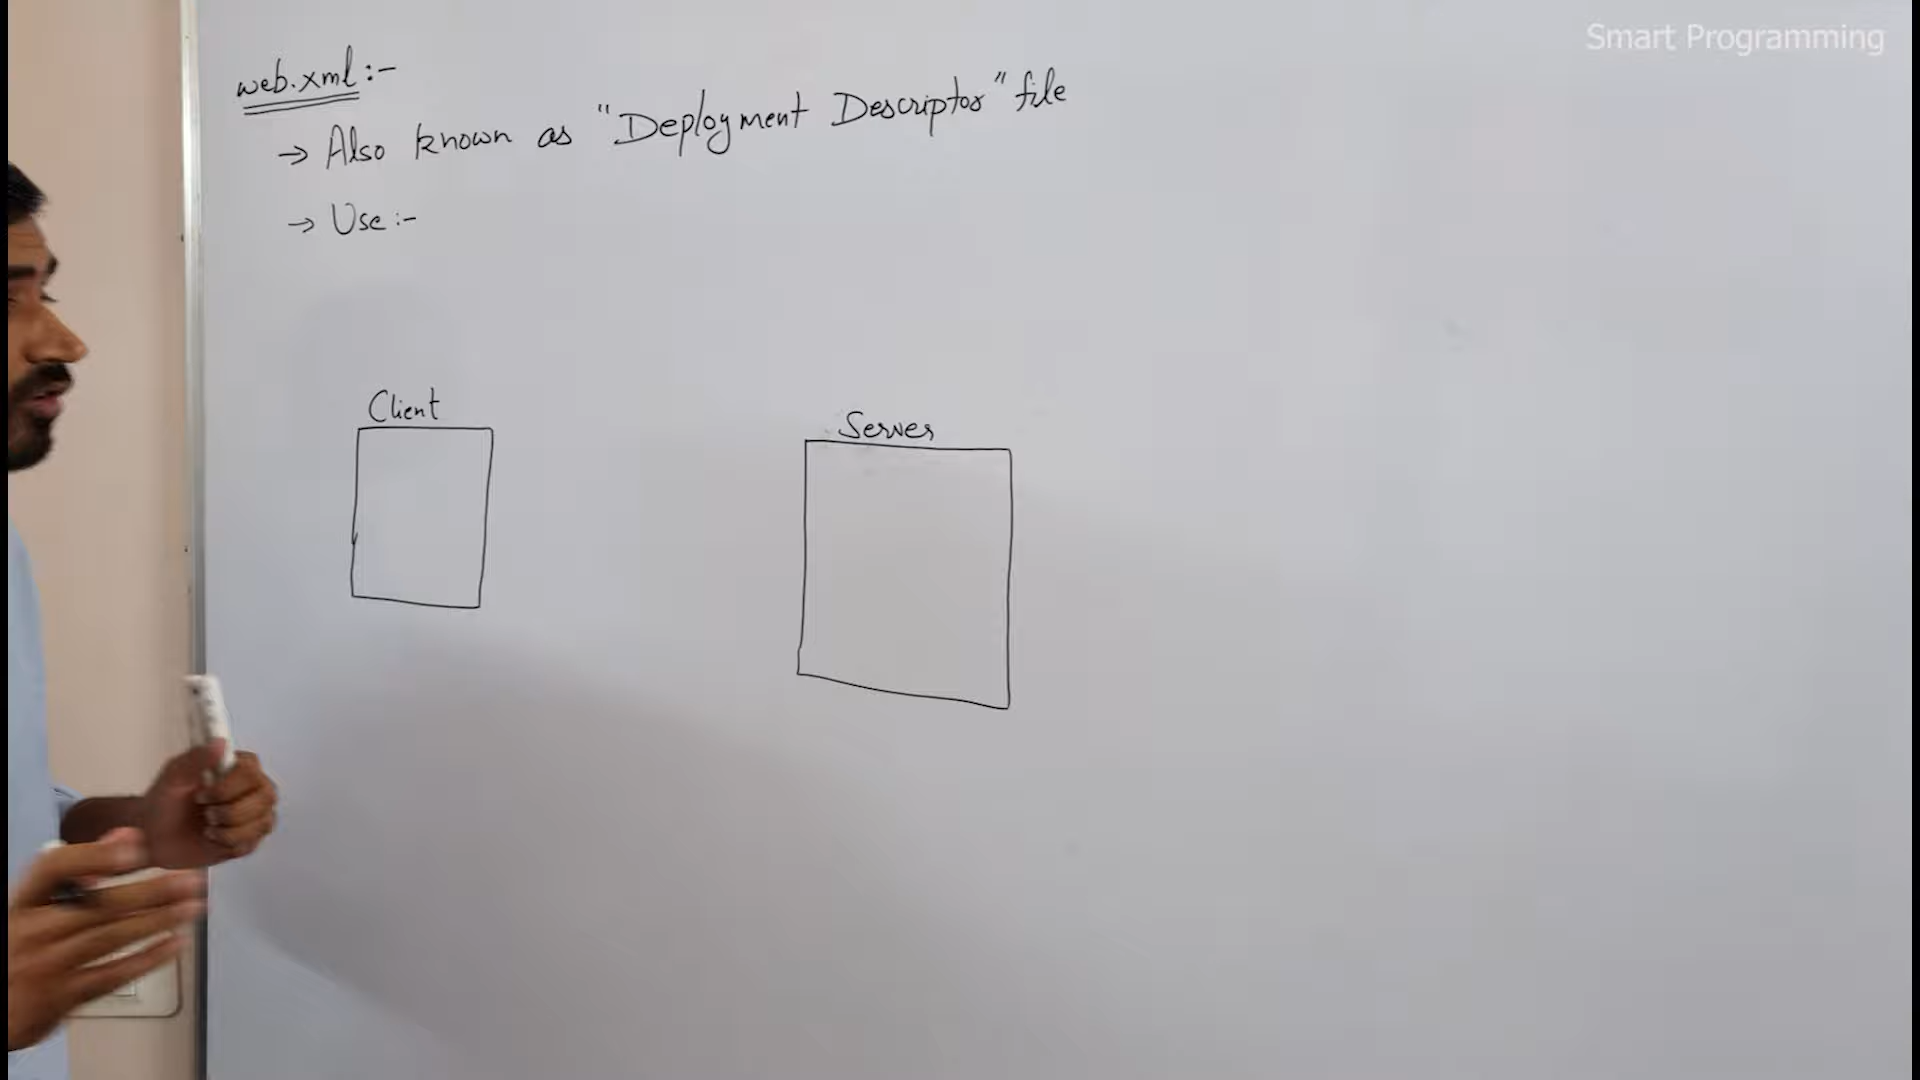 Smart Programming
web.xml:-
→ Also known as "Deployment Descriptor" file
→ Use:-
Client
Server